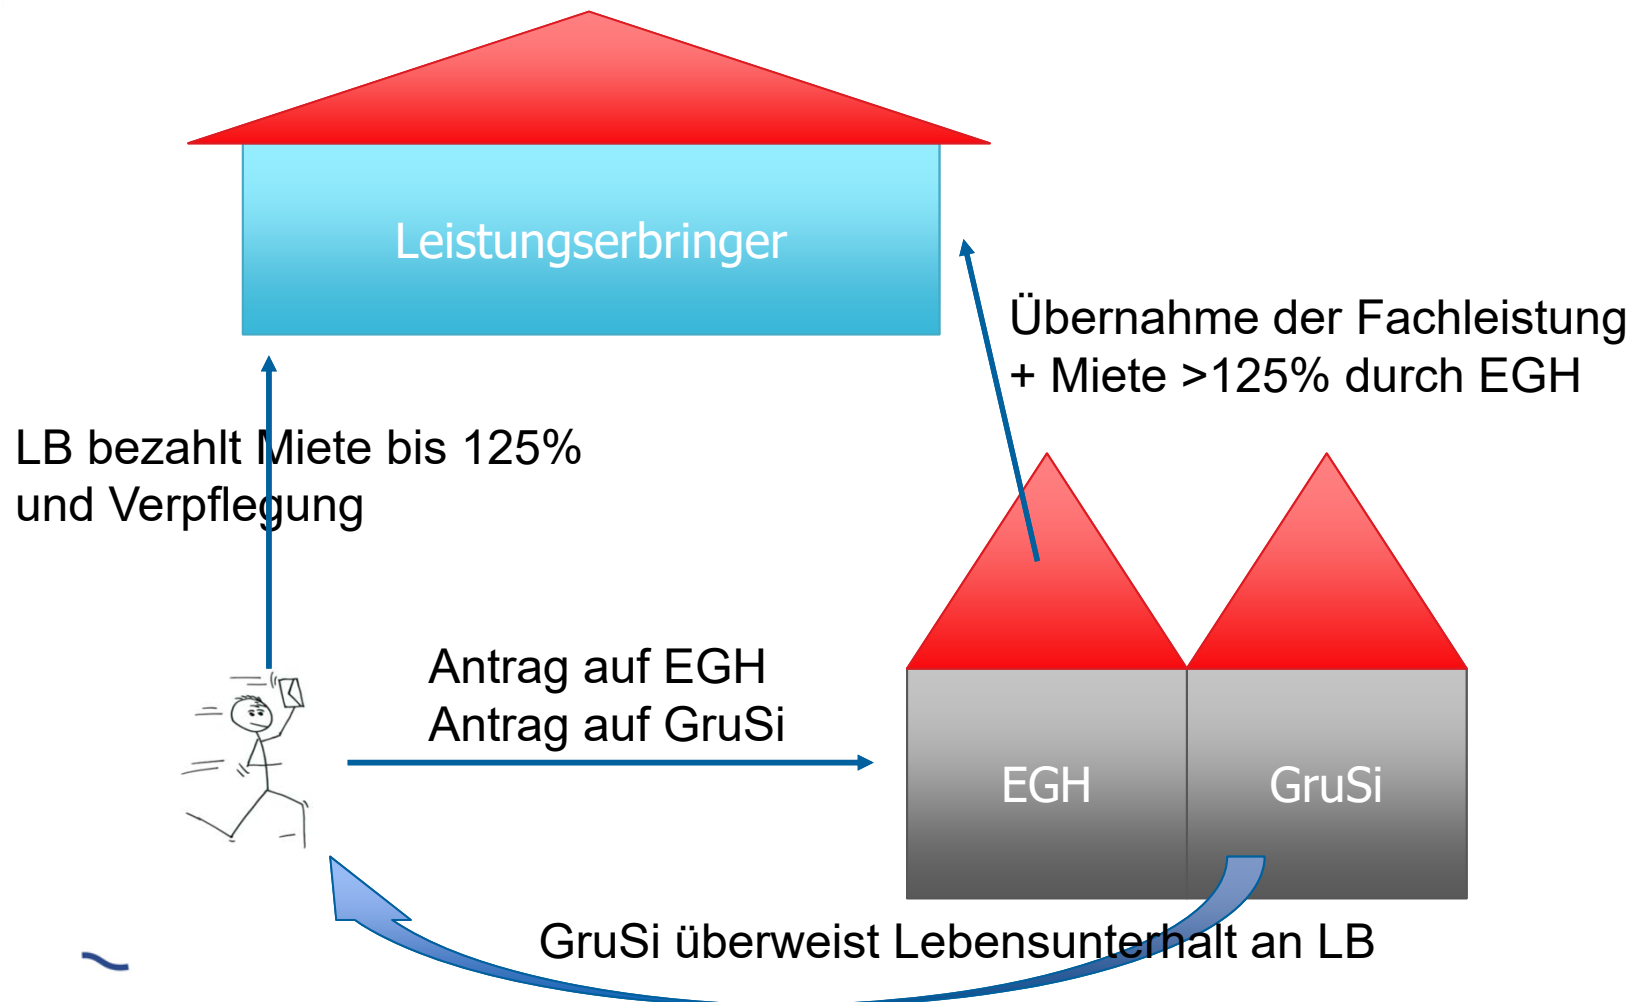 Leistungserbringer
Übernahme der Fachleistung
+ Miete >125% durch EGH
LB bezahlt Miete bis 125%
und Verpflegung
Antrag auf EGH
Antrag auf GruSi
EGH
GruSi
GruSi überweist Lebensunterhalt an LB